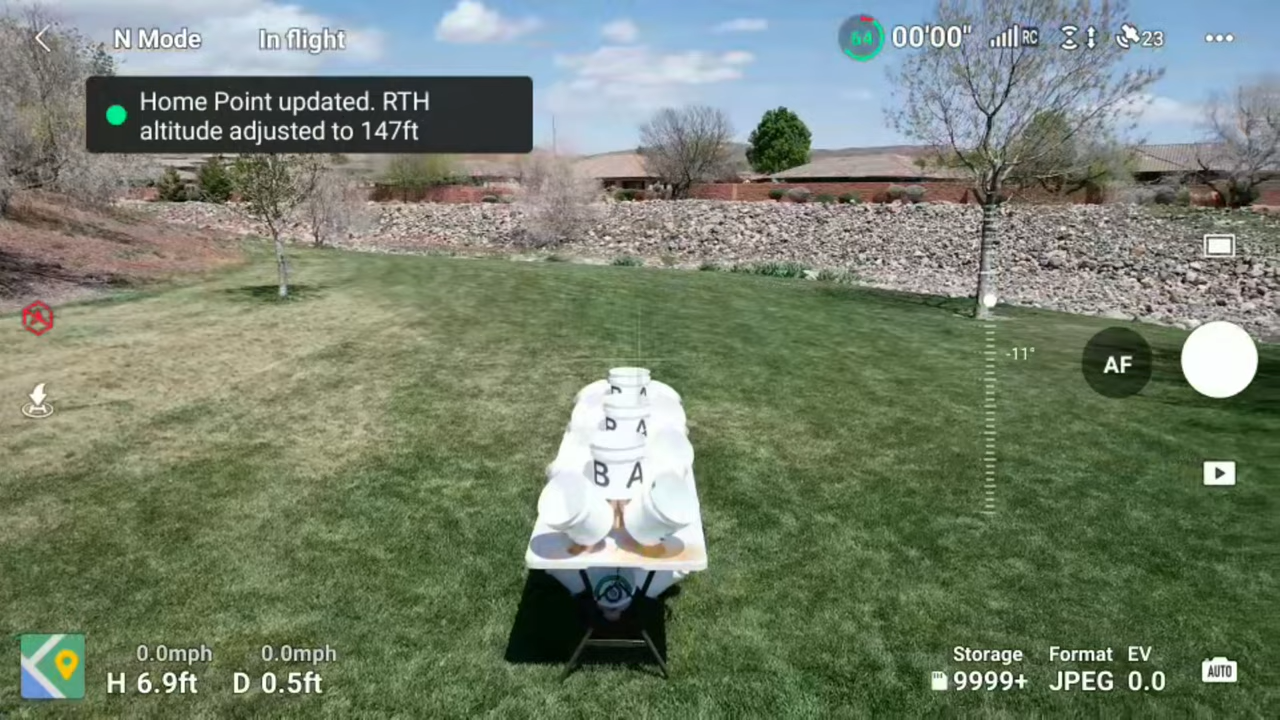 N Mode
In flight
64
00'00"
RC
23
Home Point updated. RTH
altitude adjusted to 147ft
-11°
AF
B A
B A
B A
0.0mph
0.0mph
H 6.9ft
D 0.5ft
Storage
Format
EV
9999+
JPEG
0.0
AUTO